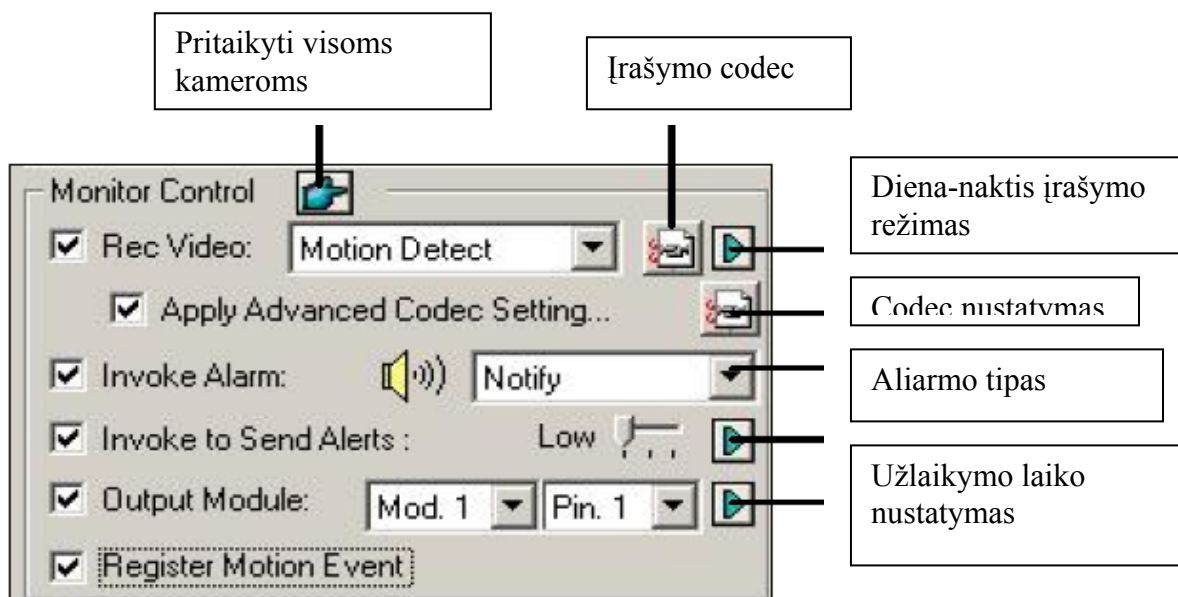 Pritaikyti visoms
kameroms
Įrašymo codec
Monitor Control
Rec Video: Motion Detect
Diena-naktis įrašymo
režimas
Apply Advanced Codec Setting...
Codec nustatymas
Invoke Alarm: Notify
Aliarmo tipas
Invoke to Send Alerts : Low
Output Module: Mod. 1 Pin. 1
Užlaikymo laiko
nustatymas
Register Motion Event